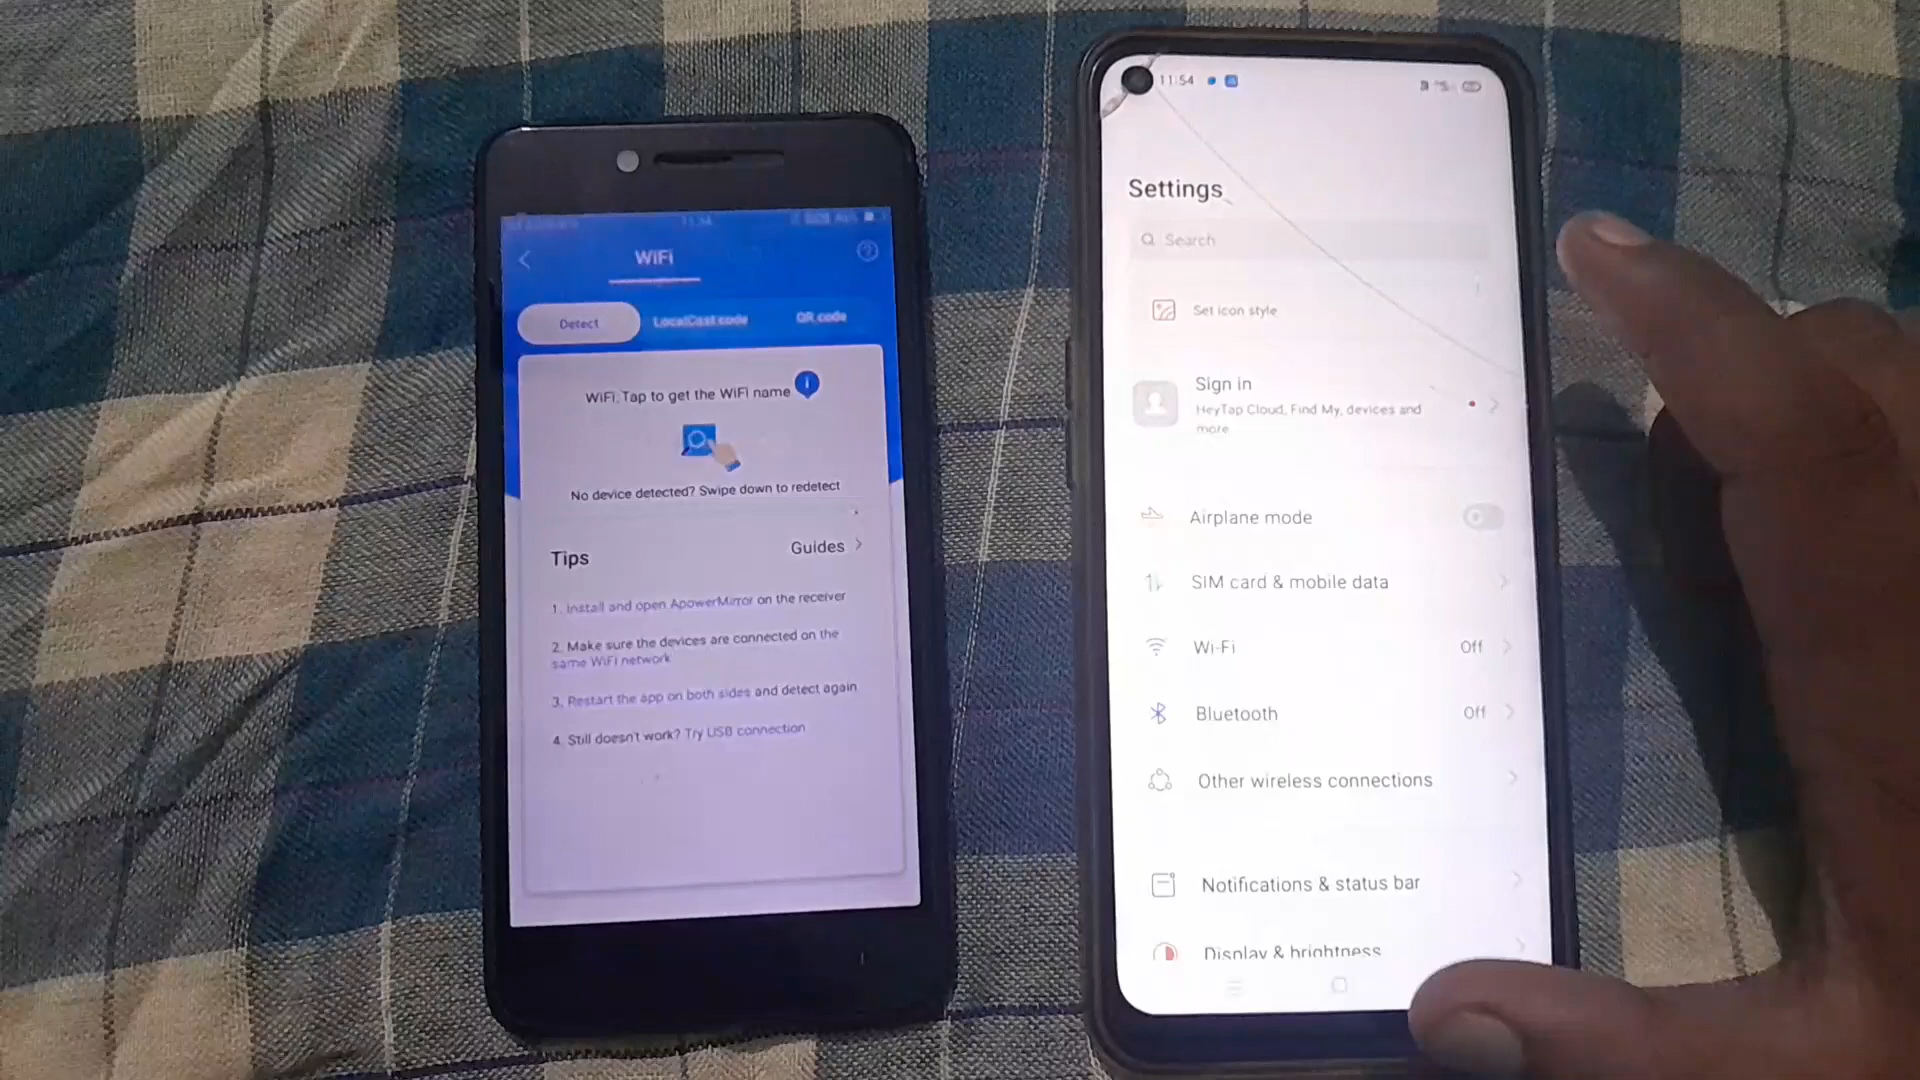 WiFi
Detect
LocalCast code
QR code
WiFi: Tap to get the WiFi name
No device detected? Swipe down to redetect
Tips
Guides
1. Install and open ApowerMirror on the receiver
2. Make sure the devices are connected on the
same WiFi network
3. Restart the app on both sides and detect again
4. Still doesn't work? Try USB connection
11:54
Settings
Search
Set icon style
Sign in
HeyTap Cloud, Find My, devices and
more
Airplane mode
SIM card & mobile data
Wi-Fi Off
Bluetooth Off
Other wireless connections
Notifications & status bar
Display & brightness